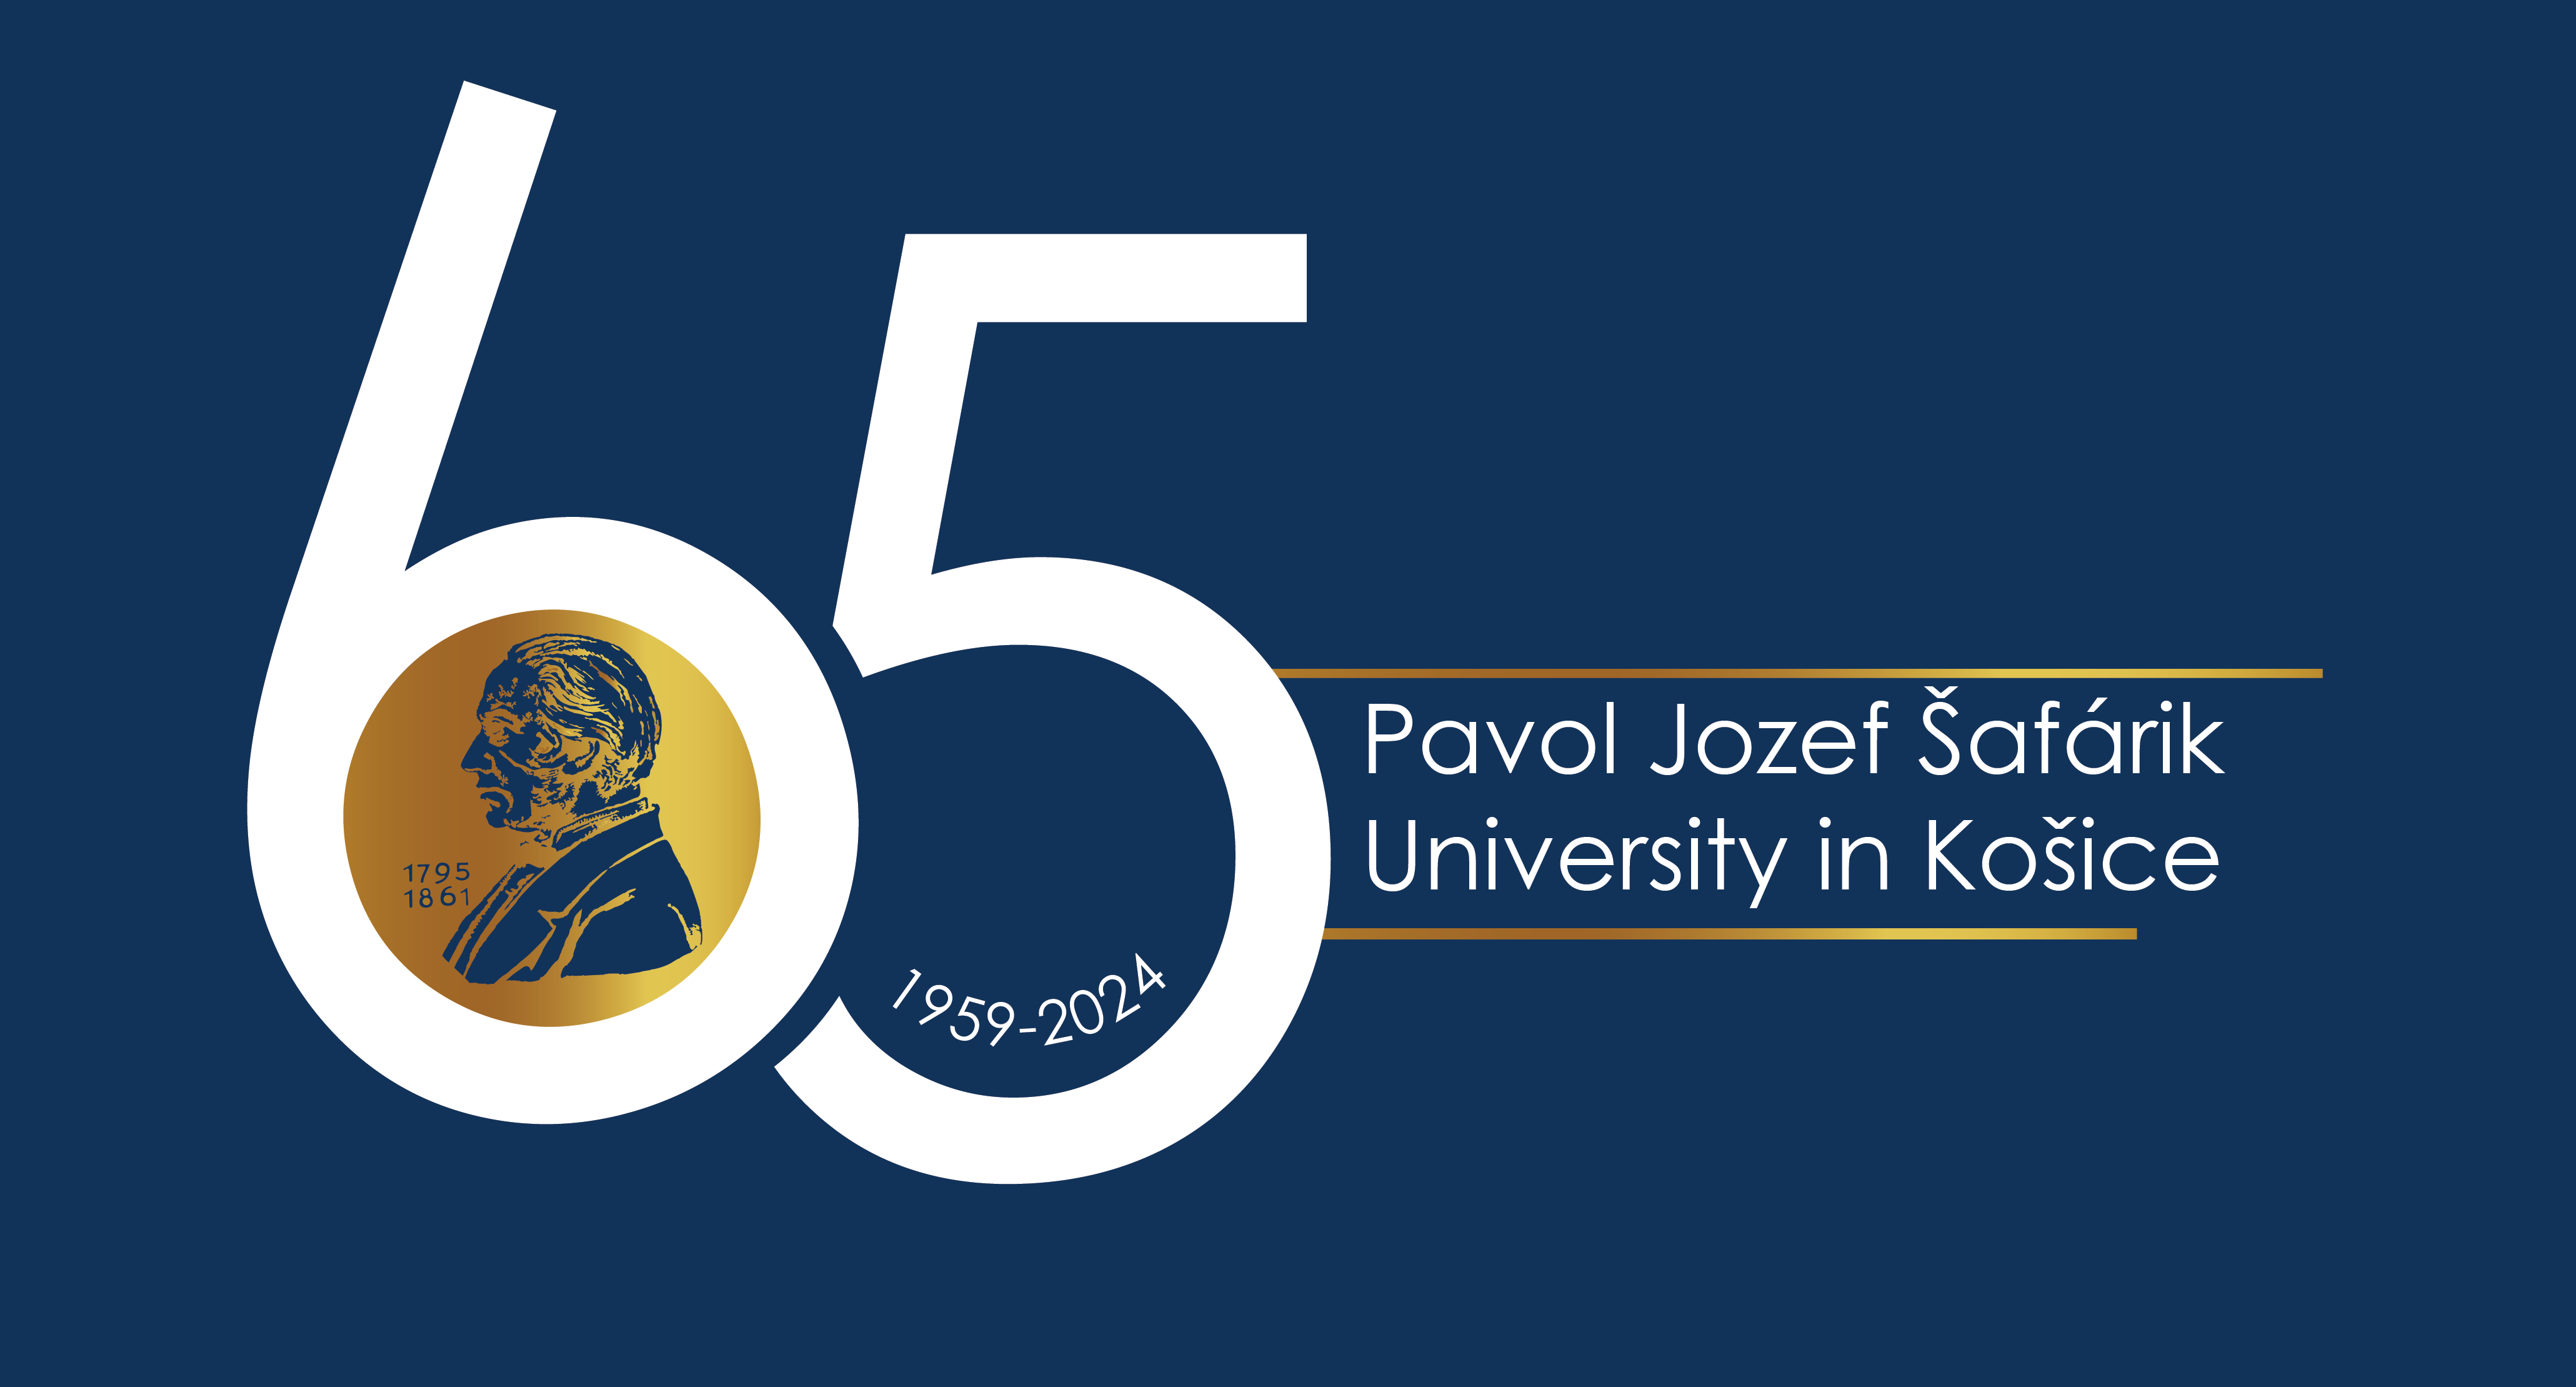 65
1795
1861
1959-2024
Pavol Jozef Šafárik
University in Košice